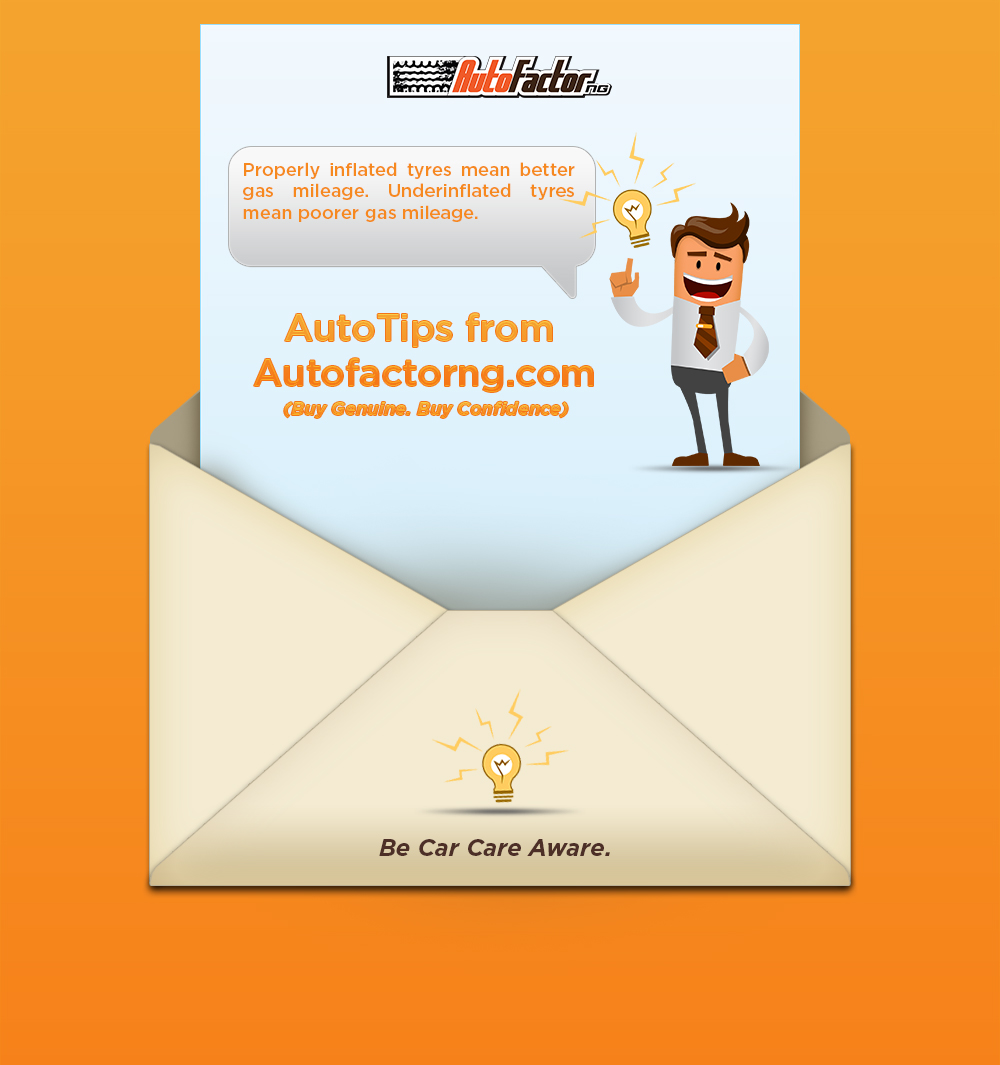 AutoFactor NG
Properly inflated tyres mean better
gas mileage. Underinflated tyres
mean poorer gas mileage.
AutoTips from
Autofactorng.com
(Buy Genuine. Buy Confidence)
Be Car Care Aware.